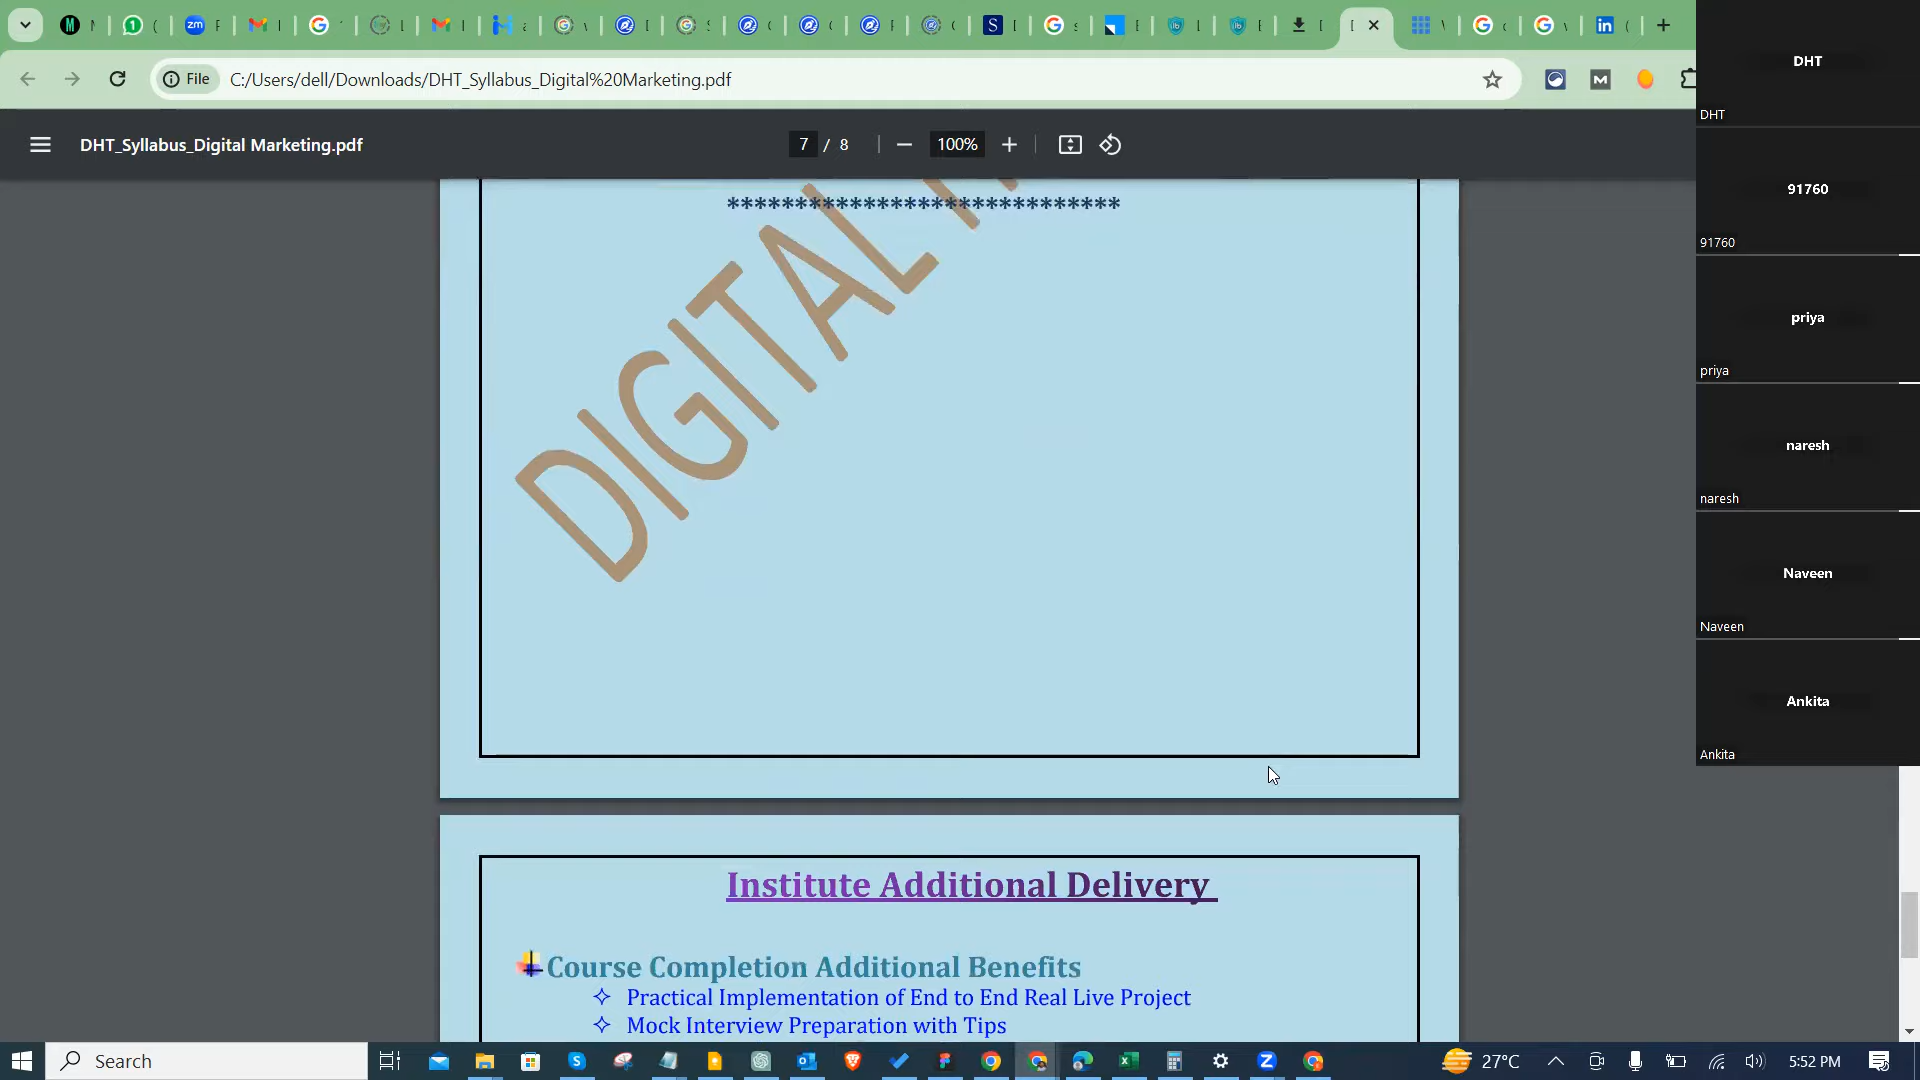 File
C:/Users/dell/Downloads/DHT_Syllabus_Digital%20Marketing.pdf
DHT_Syllabus_Digital Marketing.pdf
7 / 8
100%
*****************************
DIGITAL
Institute Additional Delivery
Course Completion Additional Benefits
Practical Implementation of End to End Real Live Project
Mock Interview Preparation with Tips
DHT
DHT
91760
91760
priya
priya
naresh
naresh
Naveen
Naveen
Ankita
Ankita
Search
27°C
5:52 PM